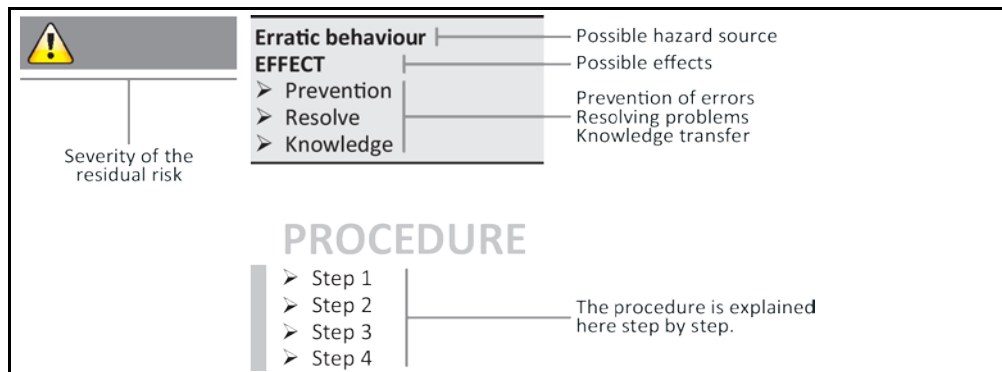 Erratic behaviour
EFFECT
➢ Prevention
➢ Resolve
➢ Knowledge
Possible hazard source
Possible effects
Prevention of errors
Resolving problems
Knowledge transfer
Severity of the
residual risk
PROCEDURE
➢ Step 1
➢ Step 2
➢ Step 3
➢ Step 4
The procedure is explained
here step by step.